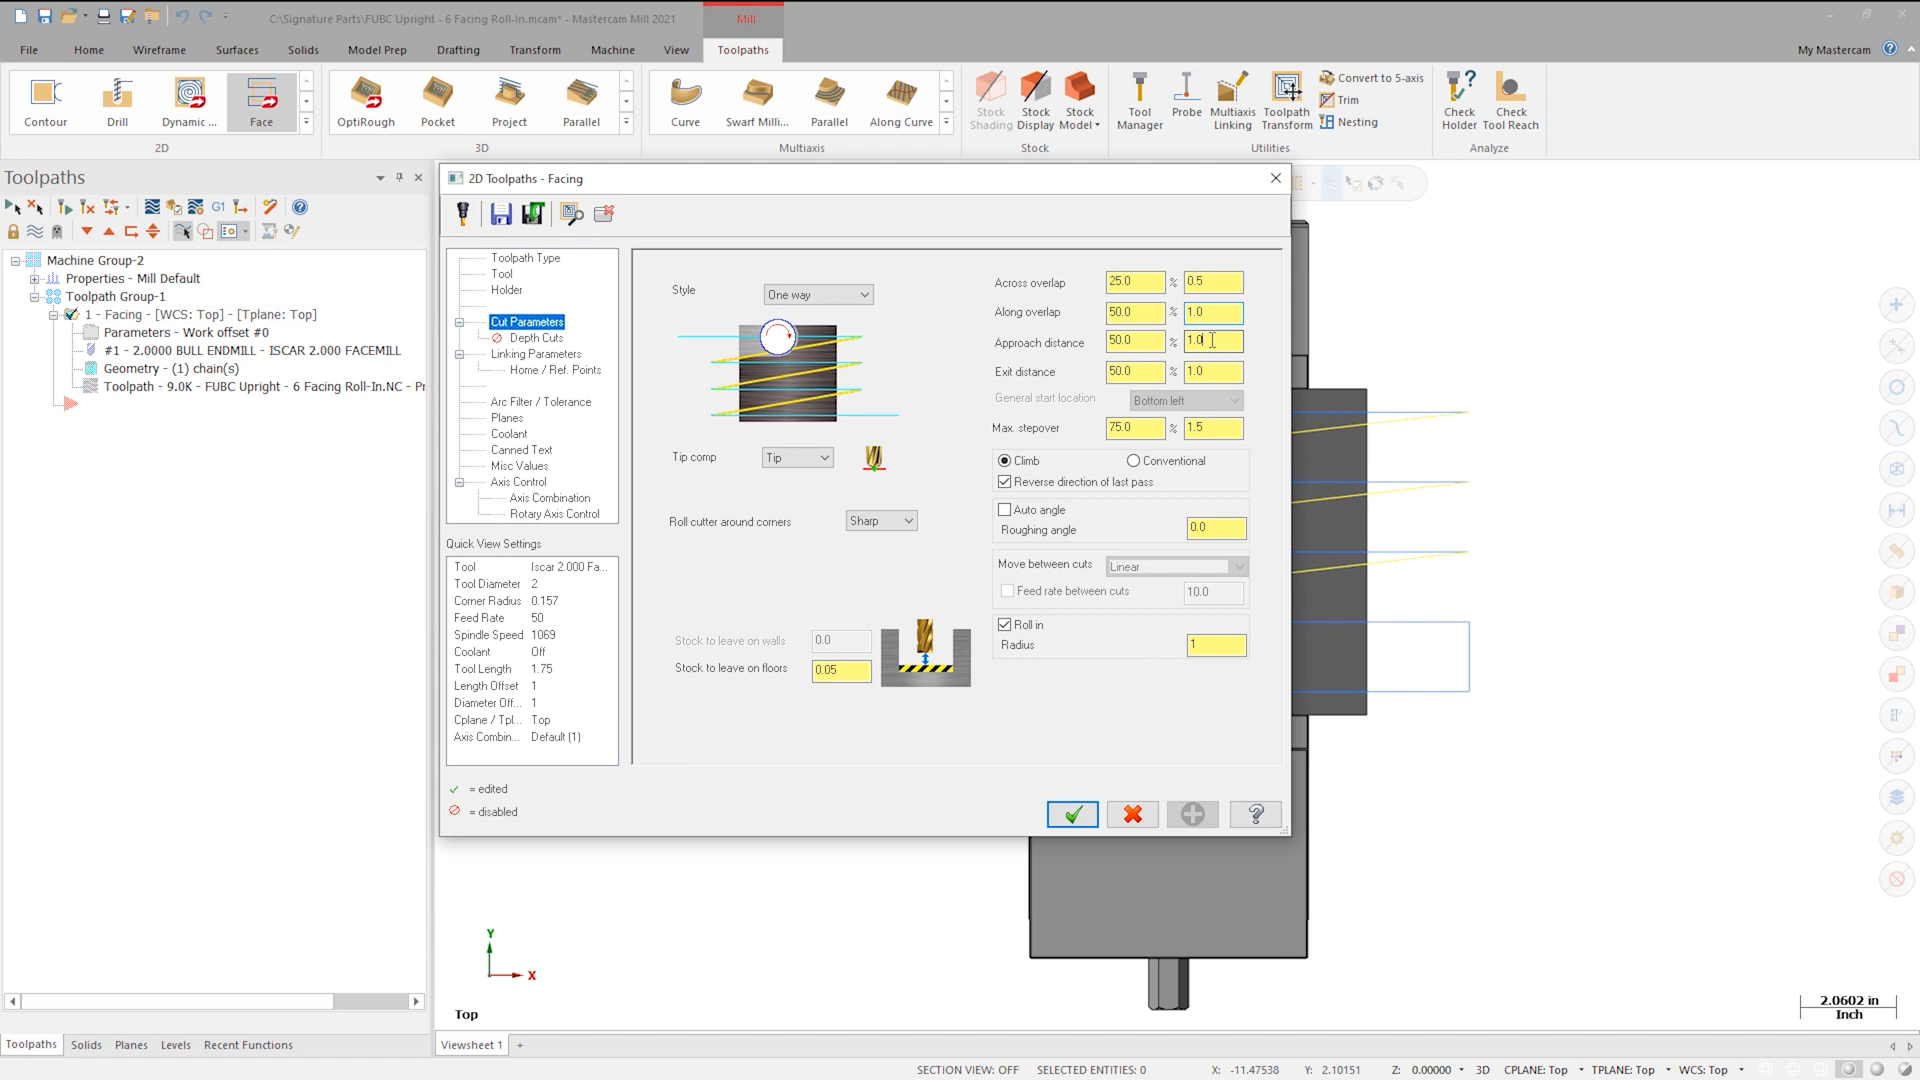 C:\Signature Parts\FUBC Upright - 6 Facing Roll-In.mcam* - Mastercam Mill 2021
Mill
File
Home
Wireframe
Surfaces
Solids
Model Prep
Drafting
Transform
Machine
View
Toolpaths
My Mastercam
Contour
Drill
Dynamic ...
Face
2D
OptiRough
Pocket
Project
Parallel
3D
Curve
Swarf Milli...
Parallel
Along Curve
Multiaxis
Stock Shading
Stock Display
Stock Model
Stock
Tool Manager
Probe
Multiaxis Linking
Toolpath Transform
Convert to 5-axis
Trim
Nesting
Utilities
Check Holder
Check Tool Reach
Analyze
Toolpaths
G1
Machine Group-2
Properties - Mill Default
Toolpath Group-1
1 - Facing - [WCS: Top] - [Tplane: Top]
Parameters - Work offset #0
#1 - 2.0000 BULL ENDMILL - ISCAR 2.000 FACEMILL
Geometry - (1) chain(s)
Toolpath - 9.0K - FUBC Upright - 6 Facing Roll-In.NC - Pr
Toolpaths
Solids
Planes
Levels
Recent Functions
2D Toolpaths - Facing
Toolpath Type
Tool
Holder
Cut Parameters
Depth Cuts
Linking Parameters
Home / Ref. Points
Arc Filter / Tolerance
Planes
Coolant
Canned Text
Misc Values
Axis Control
Axis Combination
Rotary Axis Control
Quick View Settings
Tool Iscar 2.000 Fa...
Tool Diameter 2
Corner Radius 0.157
Feed Rate 50
Spindle Speed 1069
Coolant Off
Tool Length 1.75
Length Offset 1
Diameter Off... 1
Cplane / Tpl... Top
Axis Combin... Default (1)
= edited
= disabled
Style One way
Tip comp Tip
Roll cutter around corners Sharp
Stock to leave on walls 0.0
Stock to leave on floors 0.05
Across overlap 25.0 % 0.5
Along overlap 50.0 % 1.0
Approach distance 50.0 % 1.0
Exit distance 50.0 % 1.0
General start location Bottom left
Max. stepover 75.0 % 1.5
Climb Conventional
Reverse direction of last pass
Auto angle
Roughing angle 0.0
Move between cuts Linear
Feed rate between cuts 10.0
Roll in
Radius 1
Y
X
Top
2.0602 in
Inch
Viewsheet 1 +
SECTION VIEW: OFF SELECTED ENTITIES: 0 X: -11.47538 Y: 2.10151 Z: 0.00000 3D CPLANE: Top TPLANE: Top WCS: Top